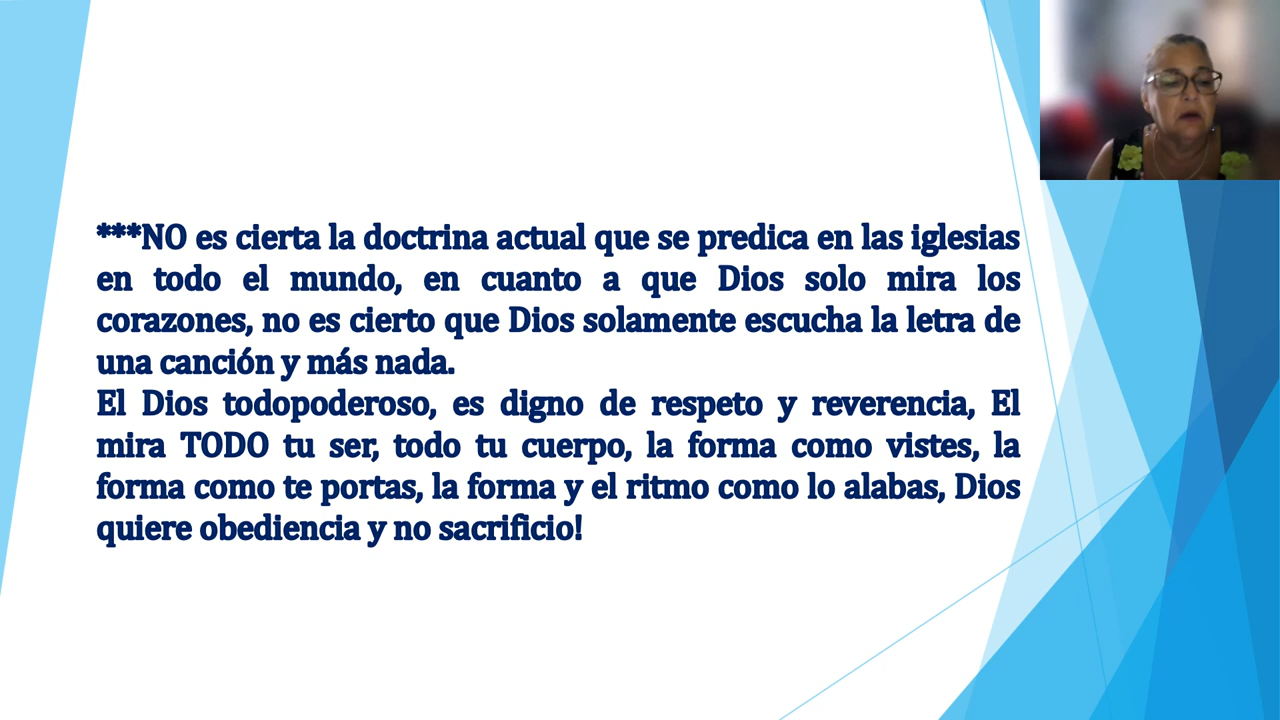 ***NO es cierta la doctrina actual que se predica en las iglesias
en todo el mundo, en cuanto a que Dios solo mira los
corazones, no es cierto que Dios solamente escucha la letra de
una canción y más nada.
El Dios todopoderoso, es digno de respeto y reverencia, El
mira TODO tu ser, todo tu cuerpo, la forma como vistes, la
forma como te portas, la forma y el ritmo como lo alabas, Dios
quiere obediencia y no sacrificio!